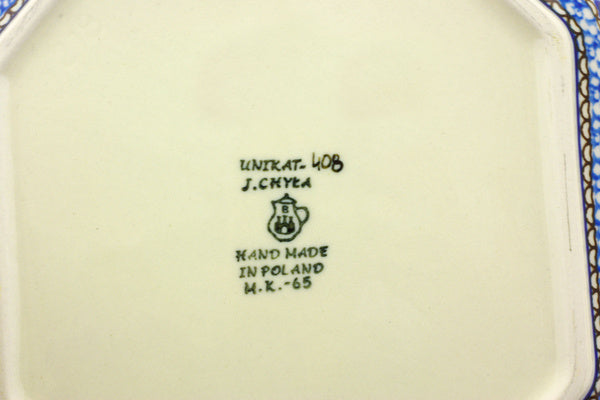 UNIKAT-408
J.CHYŁA
B
HAND MADE
IN POLAND
M.K.-65